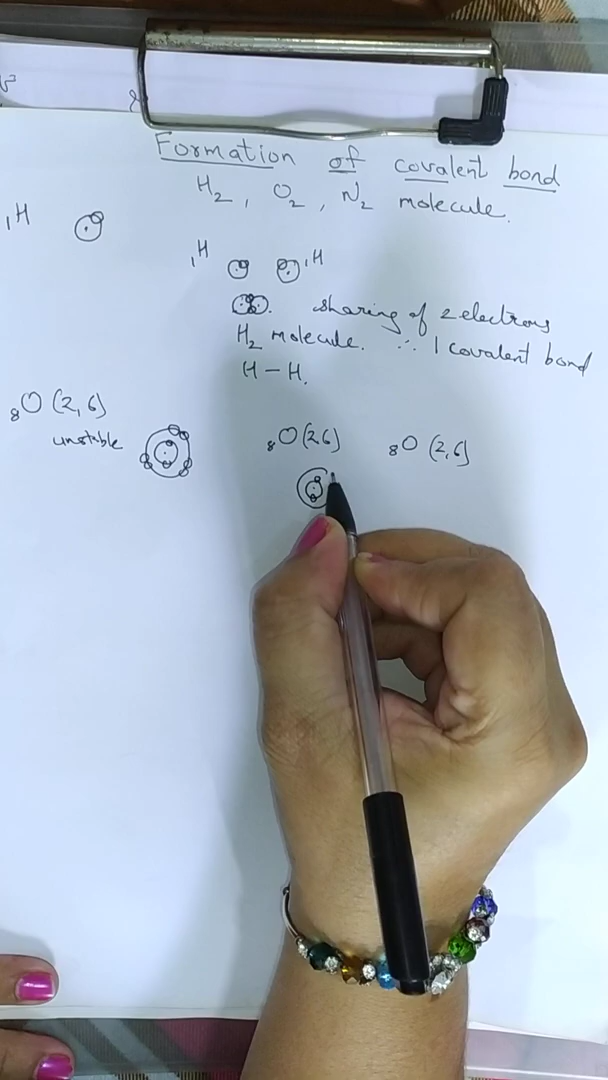 Formation of covalent bond
H₂, O₂, N₂ molecule.
₁H
₁H ₁H
sharing of 2 electrons
H₂ molecule. ∴ 1 covalent bond
H – H.
₈O (2, 6)
unstable
₈O (2,6) ₈O (2, 6)